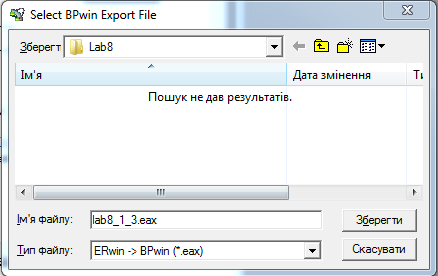 Select BPwin Export File
Зберегт Lab8
Ім'я Дата змінення Ти
Пошук не дав результатів.
Ім'я файлу: lab8_1_3.eax Зберегти
Тип файлу: ERwin -> BPwin (*.eax) Скасувати